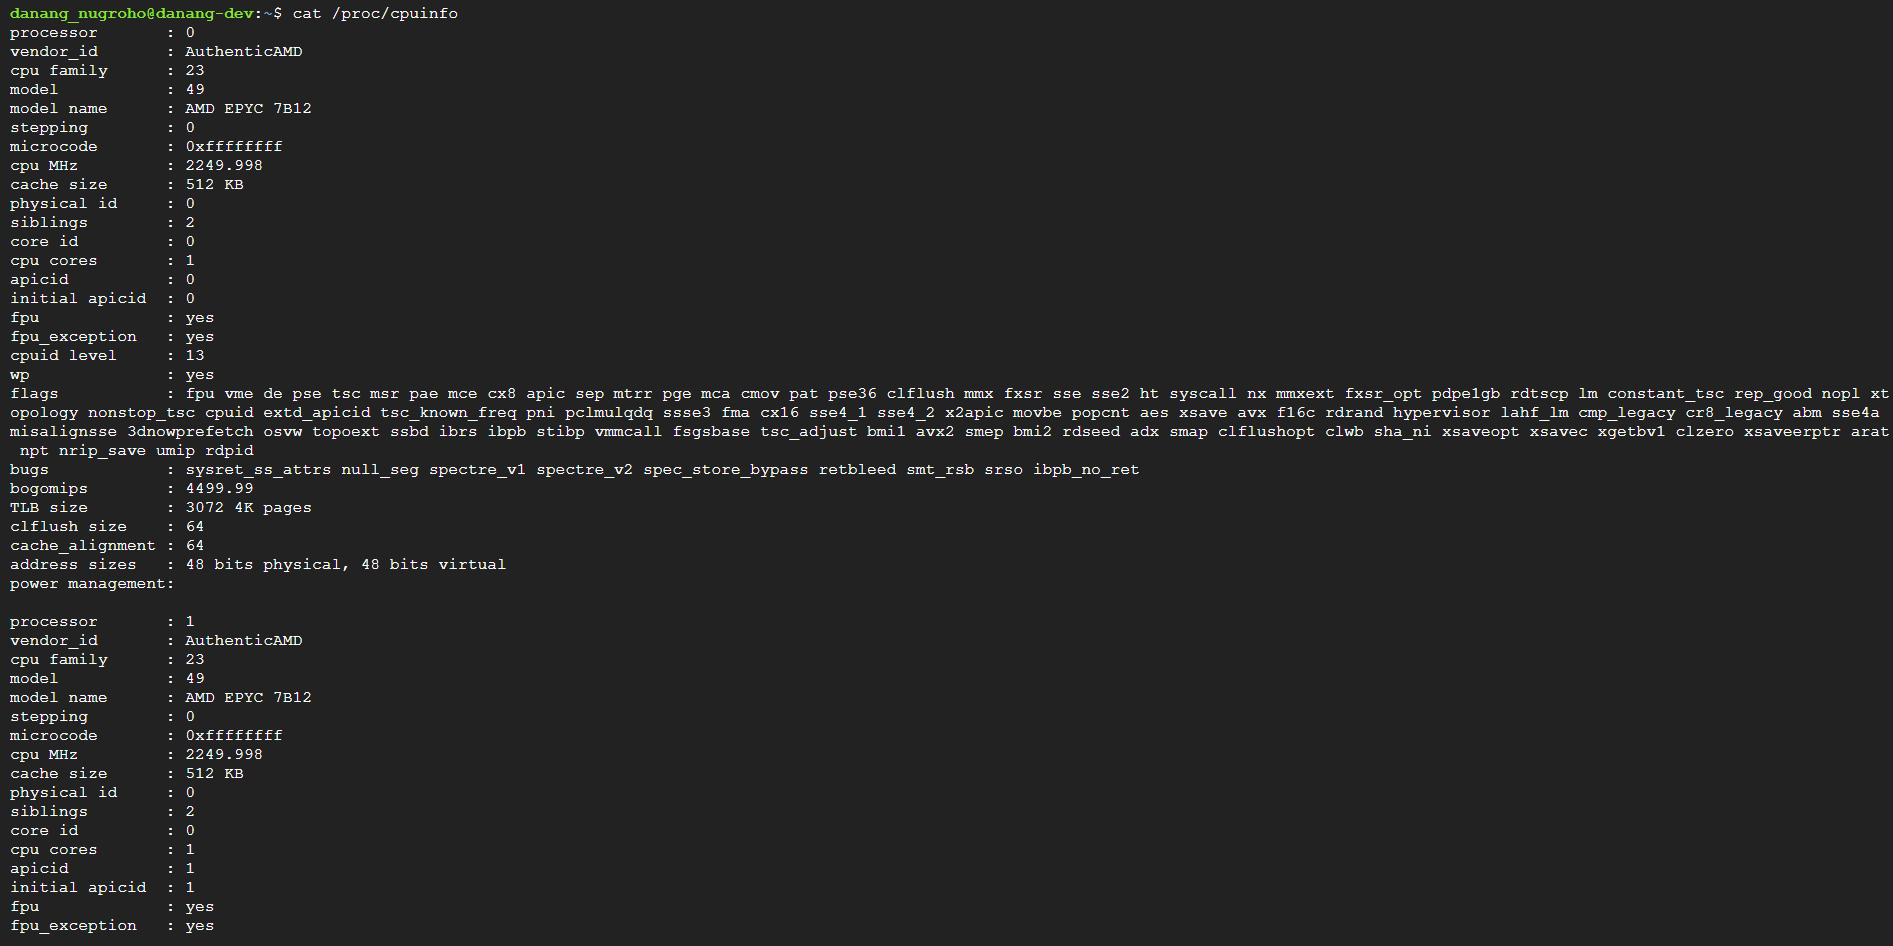 danang_nugroho@danang-dev:~$ cat /proc/cpuinfo
processor       : 0
vendor_id       : AuthenticAMD
cpu family      : 23
model           : 49
model name      : AMD EPYC 7B12
stepping        : 0
microcode       : 0xffffffff
cpu MHz         : 2249.998
cache size      : 512 KB
physical id     : 0
siblings        : 2
core id         : 0
cpu cores       : 1
apicid          : 0
initial apicid  : 0
fpu             : yes
fpu_exception   : yes
cpuid level     : 13
wp              : yes
flags           : fpu vme de pse tsc msr pae mce cx8 apic sep mtrr pge mca cmov pat pse36 clflush mmx fxsr sse sse2 ht syscall nx mmxext fxsr_opt pdpe1gb rdtscp lm constant_tsc rep_good nopl xt
opology nonstop_tsc cpuid extd_apicid tsc_known_freq pni pclmulqdq ssse3 fma cx16 sse4_1 sse4_2 x2apic movbe popcnt aes xsave avx f16c rdrand hypervisor lahf_lm cmp_legacy cr8_legacy abm sse4a
misalignsse 3dnowprefetch osvw topoext ssbd ibrs ibpb stibp vmmcall fsgsbase tsc_adjust bmi1 avx2 smep bmi2 rdseed adx smap clflushopt clwb sha_ni xsaveopt xsavec xgetbv1 clzero xsaveerptr arat
 npt nrip_save umip rdpid
bugs            : sysret_ss_attrs null_seg spectre_v1 spectre_v2 spec_store_bypass retbleed smt_rsb srso ibpb_no_ret
bogomips        : 4499.99
TLB size        : 3072 4K pages
clflush size    : 64
cache_alignment : 64
address sizes   : 48 bits physical, 48 bits virtual
power management:

processor       : 1
vendor_id       : AuthenticAMD
cpu family      : 23
model           : 49
model name      : AMD EPYC 7B12
stepping        : 0
microcode       : 0xffffffff
cpu MHz         : 2249.998
cache size      : 512 KB
physical id     : 0
siblings        : 2
core id         : 0
cpu cores       : 1
apicid          : 1
initial apicid  : 1
fpu             : yes
fpu_exception   : yes